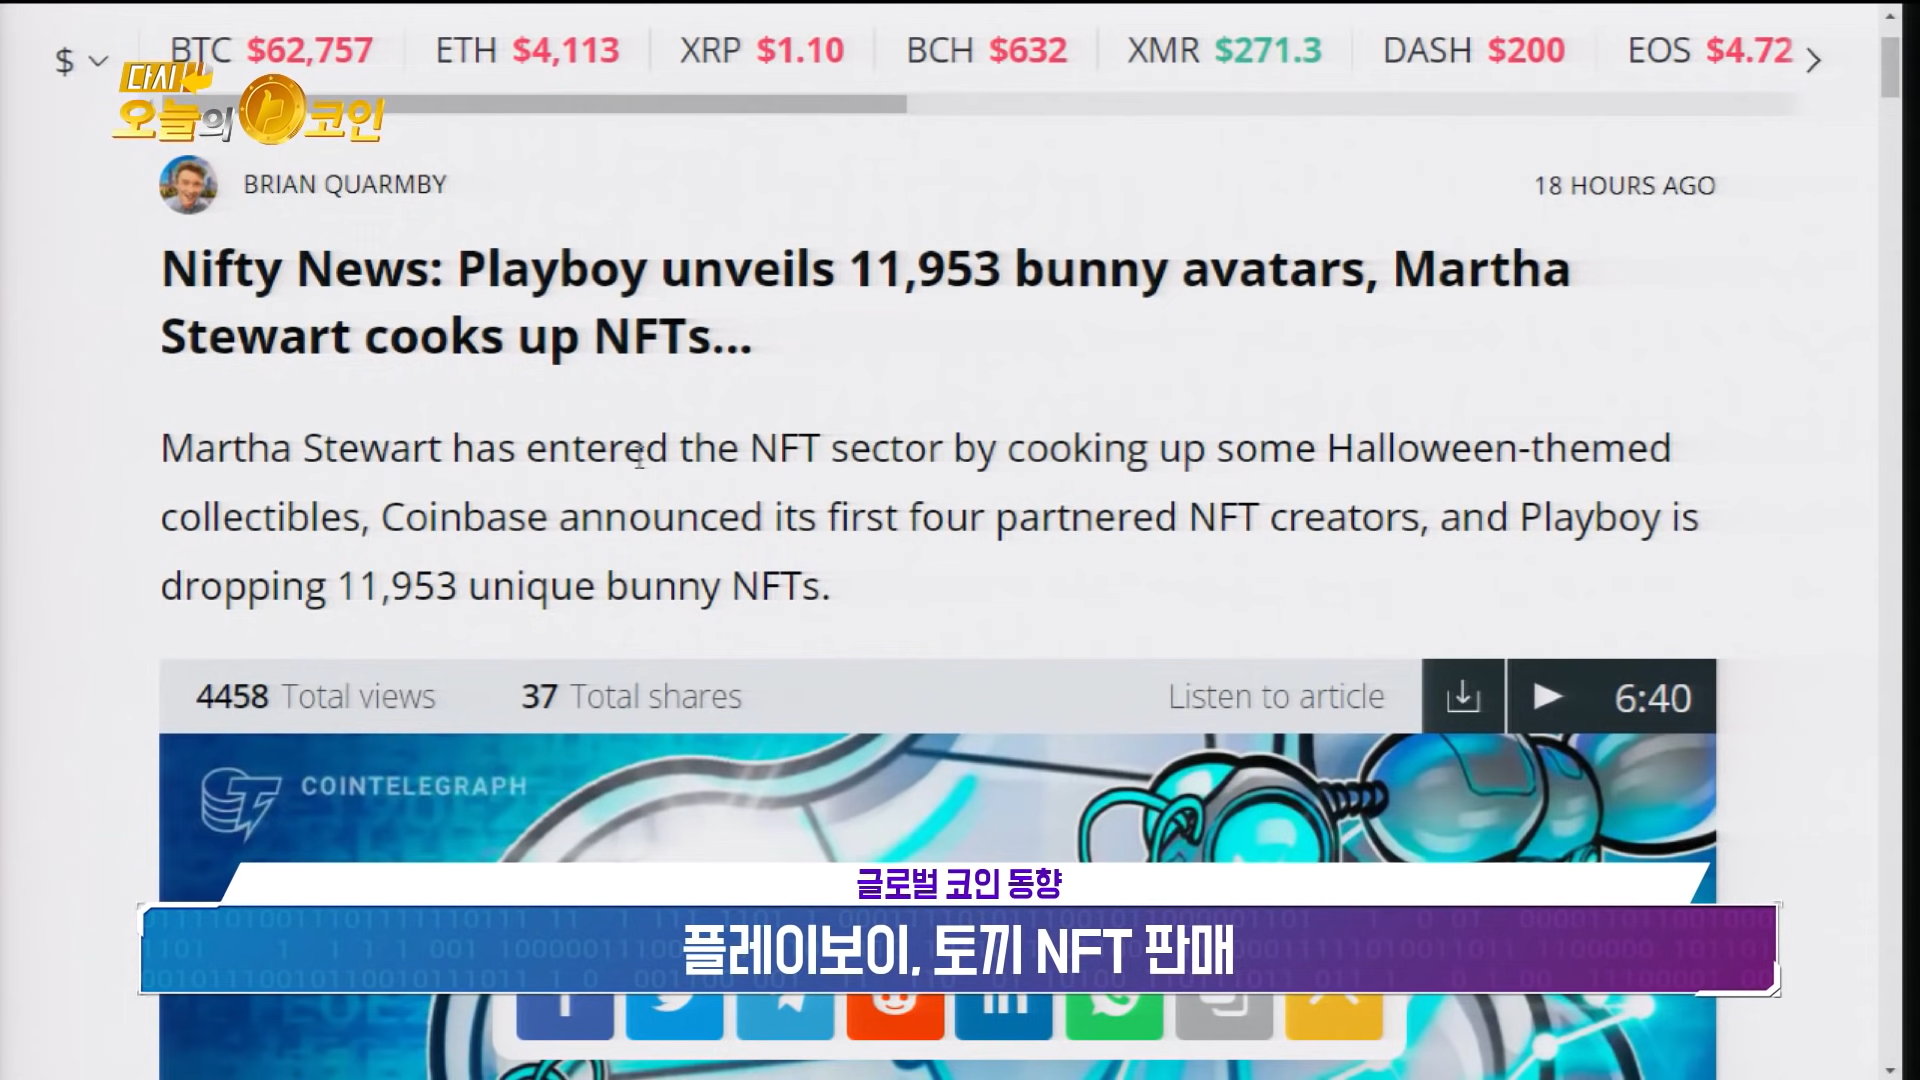 $ BTC $62,757 ETH $4,113 XRP $1.10 BCH $632 XMR $271.3 DASH $200 EOS $4.72
다시
오늘의 코인
BRIAN QUARMBY 18 HOURS AGO
Nifty News: Playboy unveils 11,953 bunny avatars, Martha
Stewart cooks up NFTs...
Martha Stewart has entered the NFT sector by cooking up some Halloween-themed
collectibles, Coinbase announced its first four partnered NFT creators, and Playboy is
dropping 11,953 unique bunny NFTs.
4458 Total views 37 Total shares Listen to article 6:40
COINTELEGRAPH
글로벌 코인 동향
플레이보이, 토끼 NFT 판매